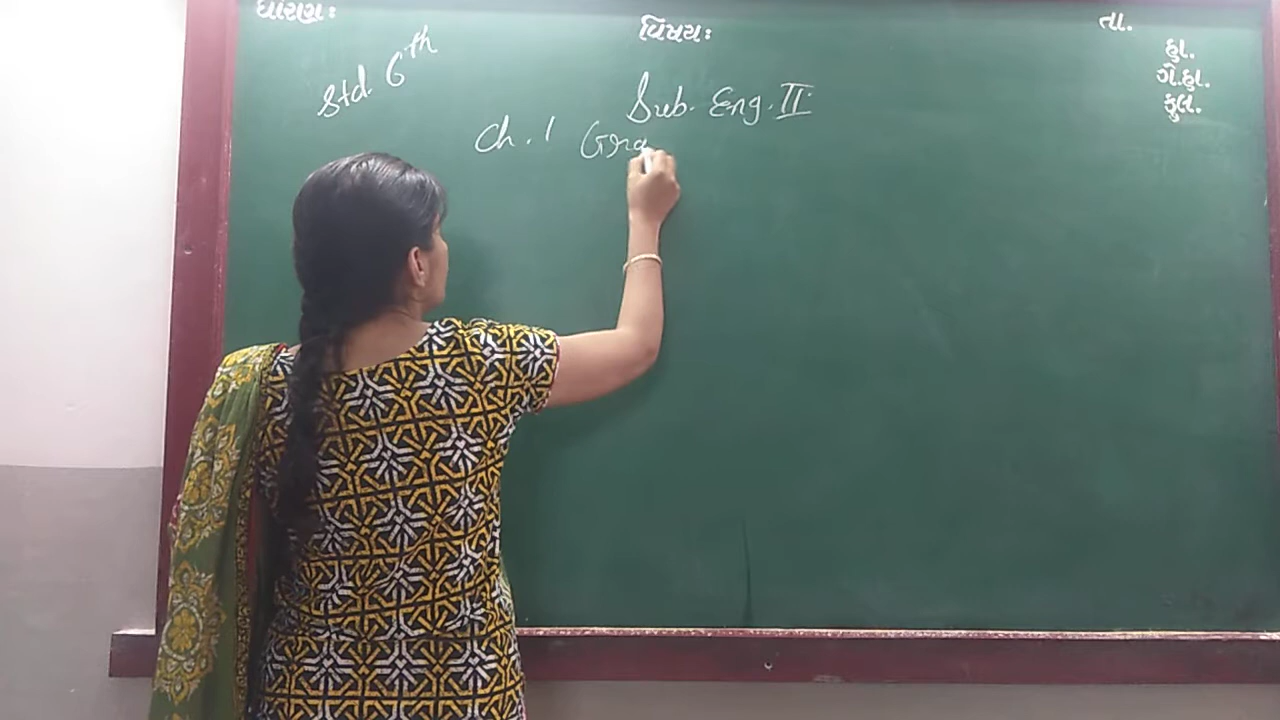 ધોરણ: વિષય: તા.
હા.
ગે.હા.
કુલ.
Std. 6th Sub. Eng. II
Ch. 1 Gra